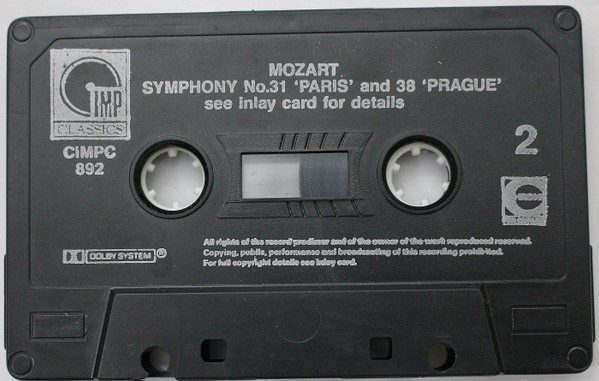 MOZART
SYMPHONY No.31 'PARIS' and 38 'PRAGUE'
see inlay card for details
IMP
CLASSICS
CIMPC
892
2
DOLBY SYSTEM®
All rights of the record producer and of the owner of the work reproduced reserved.
Copying, public, performance and broadcasting of this recording prohibited.
For full copyright details see inlay card.